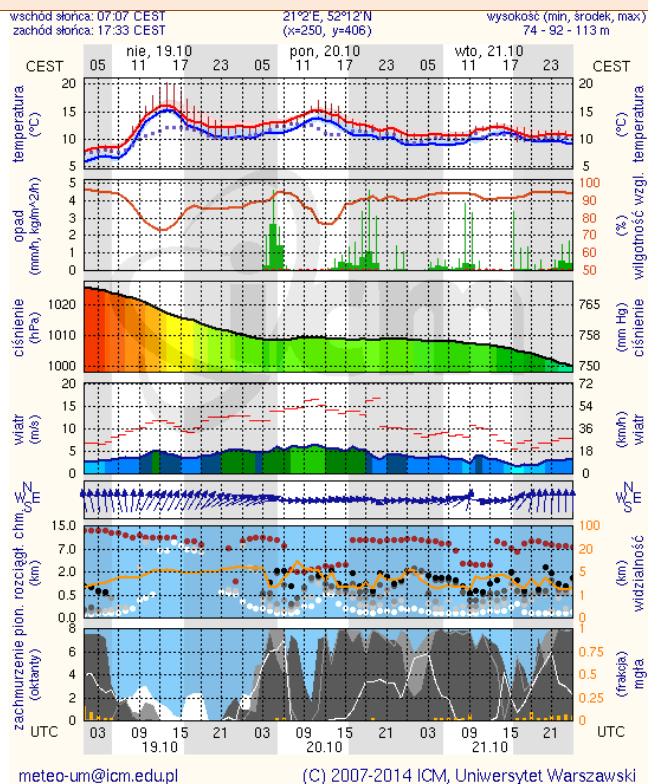 wschód słońca: 07:07 CEST 21°2'E, 52°12'N wysokość (min, środek, max)
zachód słońca: 17:33 CEST (x=250, y=406) 74 - 92 - 113 m
nie, 19.10 pon, 20.10 wto, 21.10
CEST 05 11 17 23 05 11 17 23 05 11 17 23 CEST
temperatura (°C)
20 15 10 5
20 15 10 5
(°C) temperatura
opad (mm/h, kg/m^2/h)
5 4 3 2 1 0
100 90 80 70 60 50
(%) wilgotność wzgl.
ciśnienie (hPa)
1020 1010 1000
765 758 750
(mm Hg) ciśnienie
wiatr (m/s)
20 15 10 5 0
72 54 36 18 0
(km/h) wiatr
N W E S
N W E S
chm. rozciągł. pion. (km)
15.0 7.0 2.0 0.5 0.0
100 20 5 1 0
(km) widzialność
zachmurzenie (oktanty)
8 6 4 2 0
1 0.75 0.5 0.25 0
(frakcja) mgła
UTC 03 09 15 21 03 09 15 21 03 09 15 21 UTC
19.10 20.10 21.10
meteo-um@icm.edu.pl (C) 2007-2014 ICM, Uniwersytet Warszawski
icm